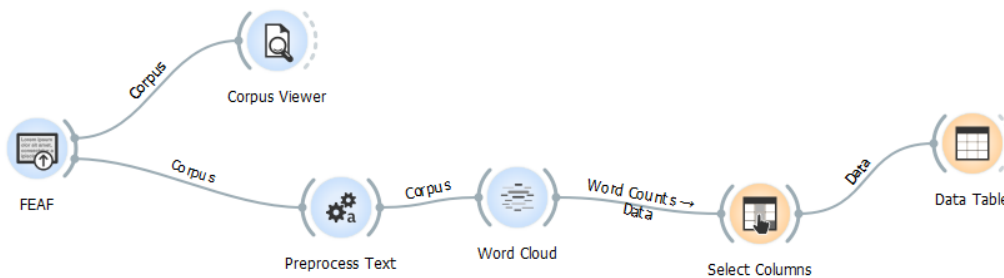 Corpus
Corpus Viewer
FEAF
Corpus
Preprocess Text
Corpus
Word Cloud
Word Counts →
Data
Select Columns
Data
Data Table